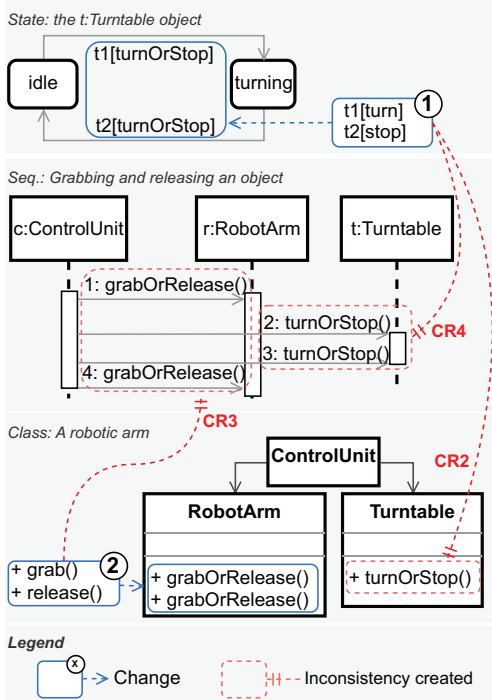 State: the t:Turntable object
t1[turnOrStop]
idle
turning
t2[turnOrStop]
1
t1[turn]
t2[stop]
Seq.: Grabbing and releasing an object
c:ControlUnit
r:RobotArm
t:Turntable
1: grabOrRelease()
2: turnOrStop()
CR4
3: turnOrStop()
4: grabOrRelease()
CR3
Class: A robotic arm
ControlUnit
CR2
RobotArm
Turntable
2
+ grab()
+ release()
+ grabOrRelease()
+ grabOrRelease()
+ turnOrStop()
Legend
x
Change
Inconsistency created